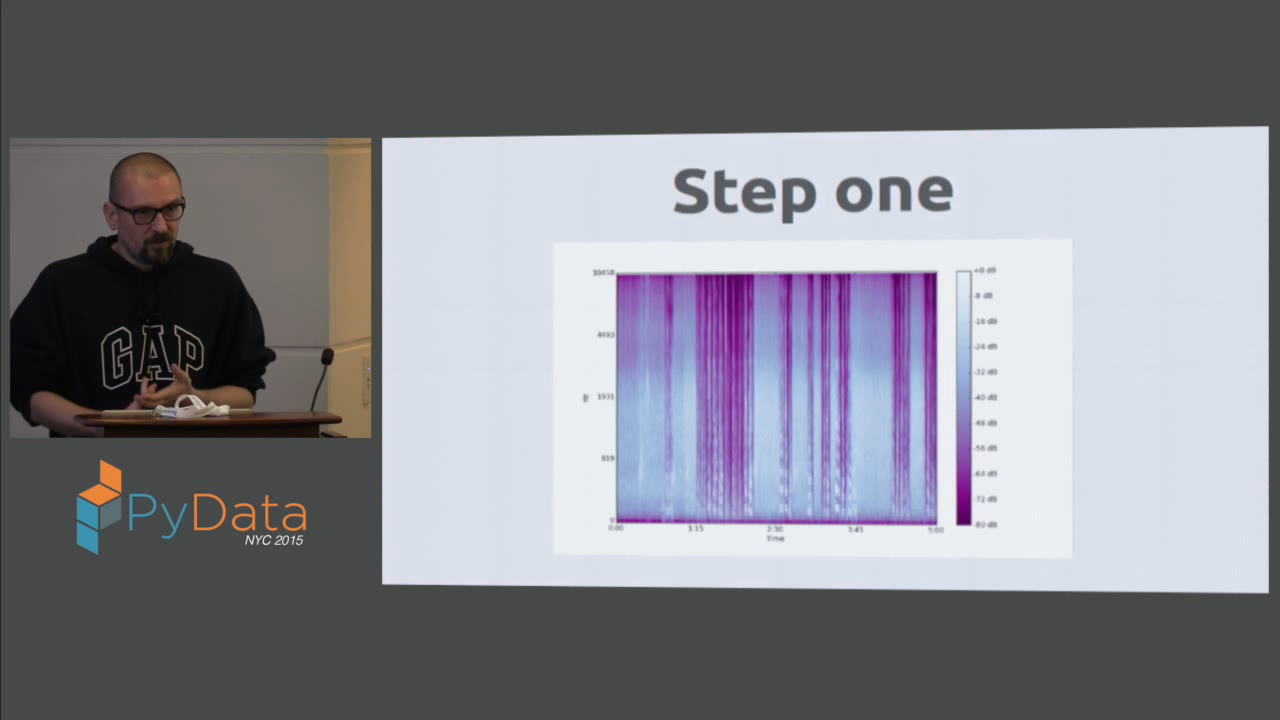 Step one
GAP
10450
4493
1931
819
0
0:00
1:15
2:30
3:45
5:00
Time
+0 dB
-8 dB
-16 dB
-24 dB
-32 dB
-40 dB
-48 dB
-56 dB
-64 dB
-72 dB
-80 dB
PyData
NYC 2015